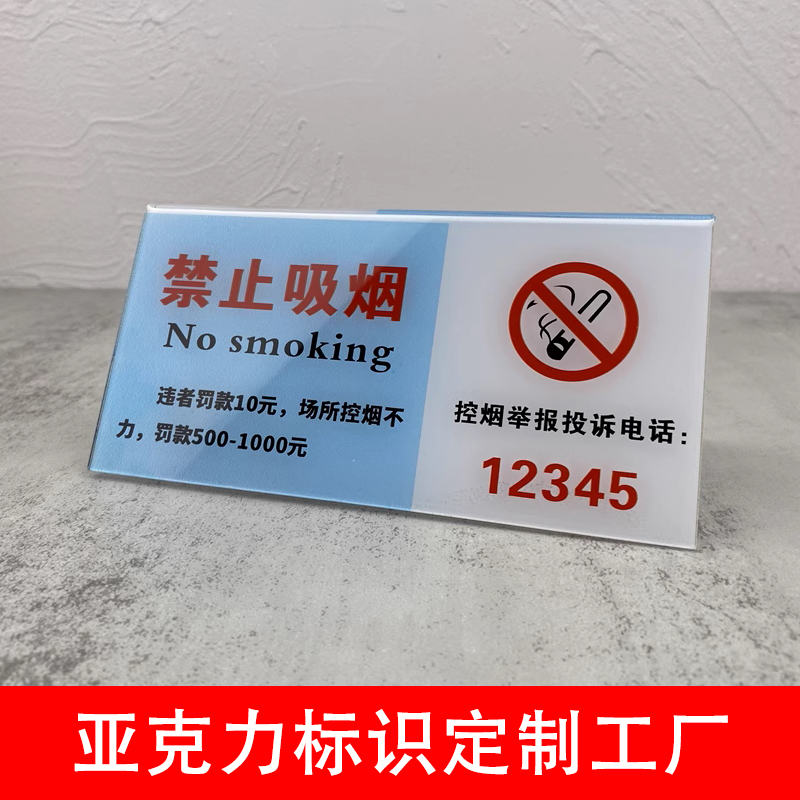 禁止吸烟
No smoking
违者罚款10元，场所控烟不
力，罚款500-1000元
控烟举报投诉电话：
12345
亚克力标识定制工厂